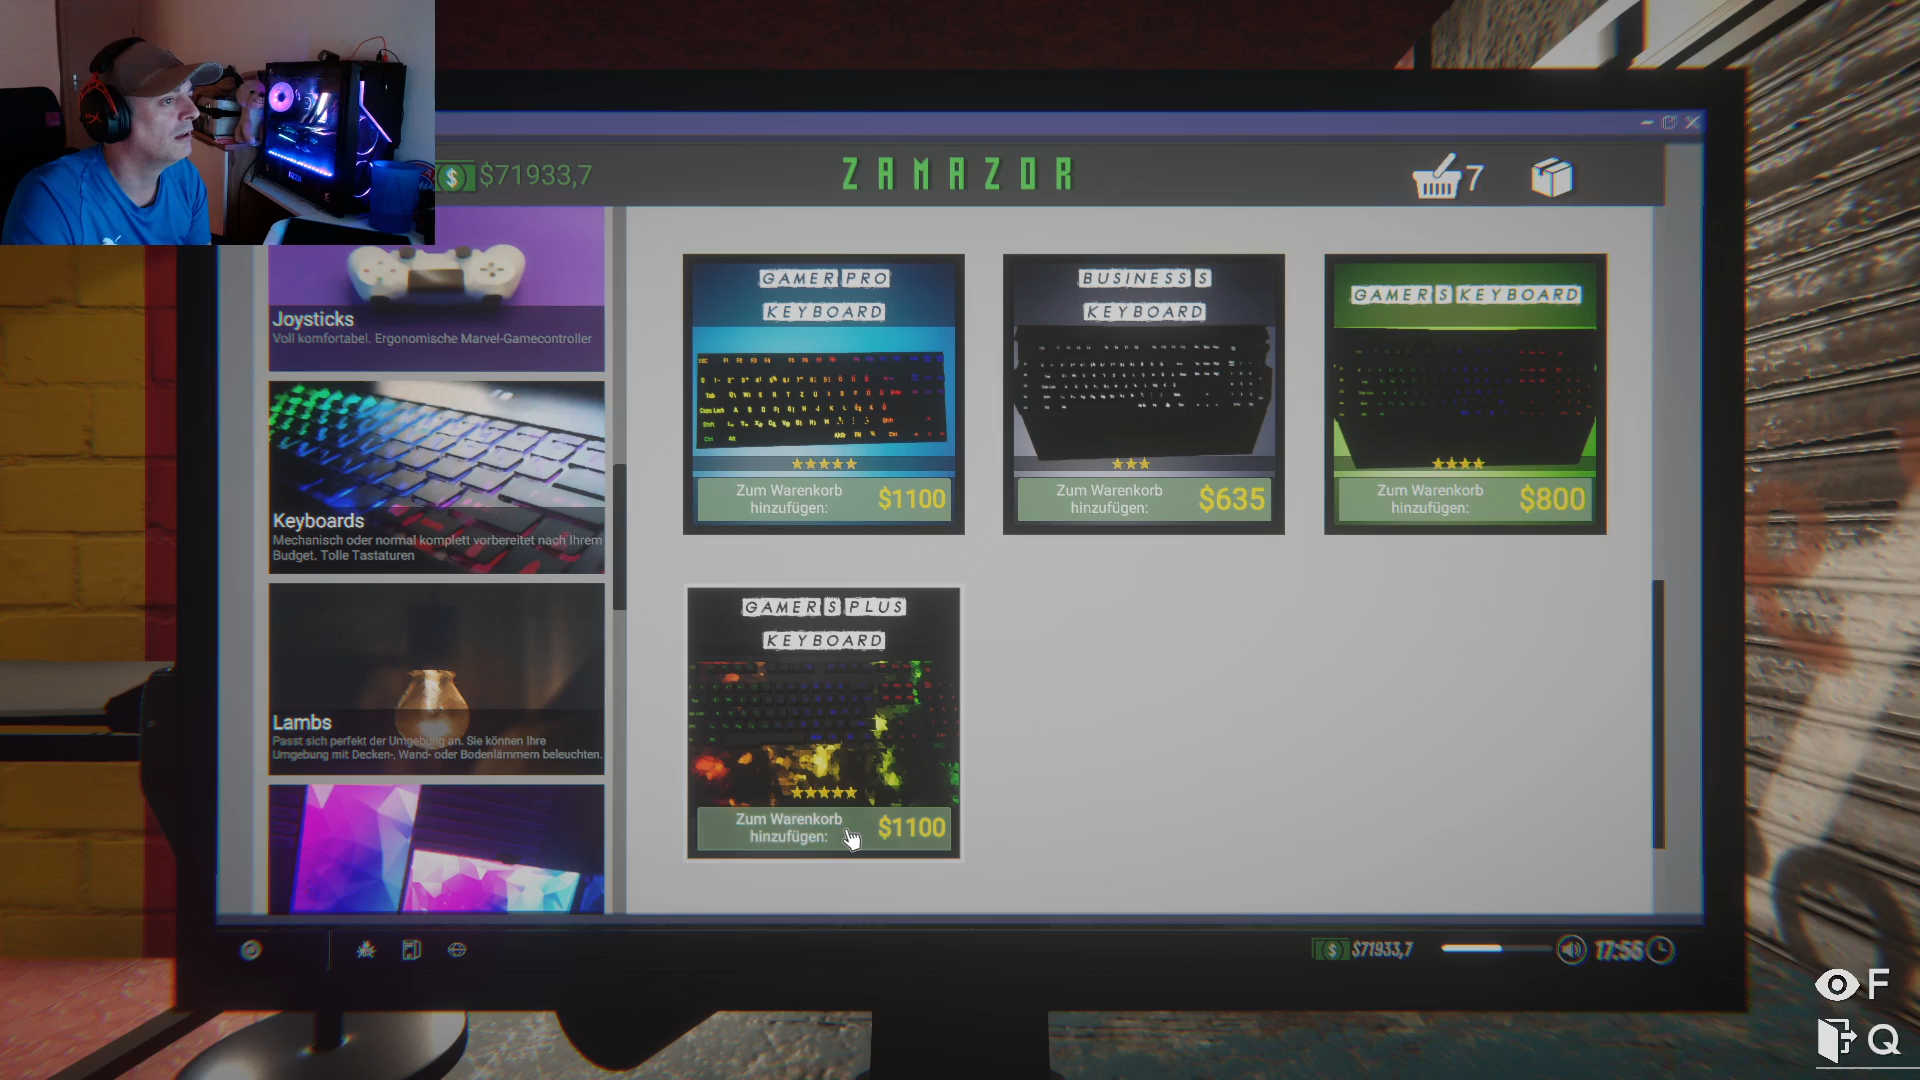 $71933,7
ZAMAZOR
7
Joysticks
Voll komfortabel. Ergonomische Marvel-Gamecontroller
Keyboards
Mechanisch oder normal komplett vorbereitet nach Ihrem
Budget. Tolle Tastaturen
Lambs
Passt sich perfekt der Umgebung an. Sie können Ihre
Umgebung mit Decken-, Wand- oder Bodenlämmern beleuchten.
GAMER PRO
KEYBOARD
Zum Warenkorb
hinzufügen:
$1100
BUSINESS S
KEYBOARD
Zum Warenkorb
hinzufügen:
$635
GAMER S KEYBOARD
Zum Warenkorb
hinzufügen:
$800
GAMER S PLUS
KEYBOARD
Zum Warenkorb
hinzufügen:
$1100
$71933,7
17:56
F
Q